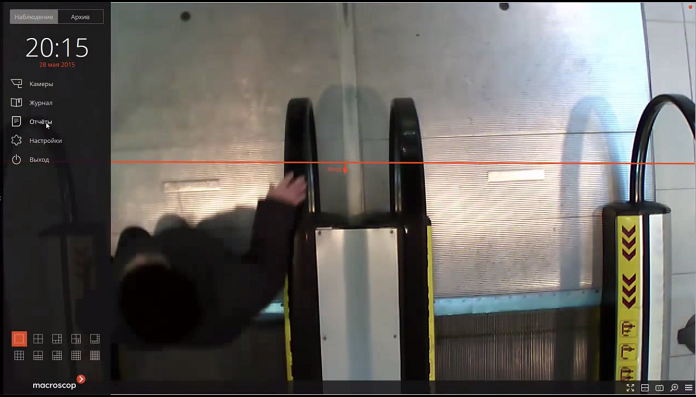 Наблюдение
Архив
20:15
28 мая 2015
Камеры
Журнал
Отчёты
Настройки
Выход
macroscop